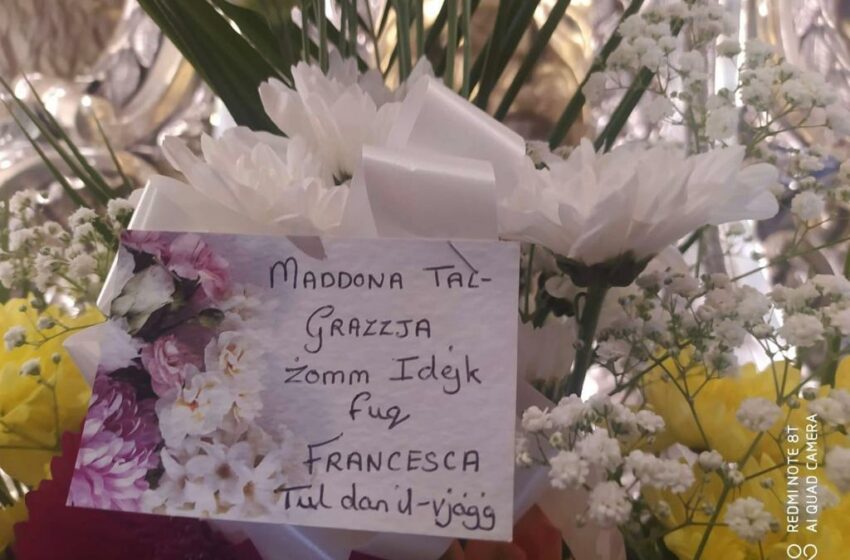 MADDONA TAL-
GRAZZJA
żomm Idejk
fuq
FRANCESCA
Tul dan il-vjaġġ
REDMI NOTE 8T
AI QUAD CAMERA